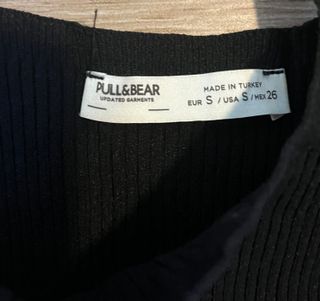 PULL&BEAR
UPDATED GARMENTS
MADE IN TURKEY
EUR S / USA S / MEX 26